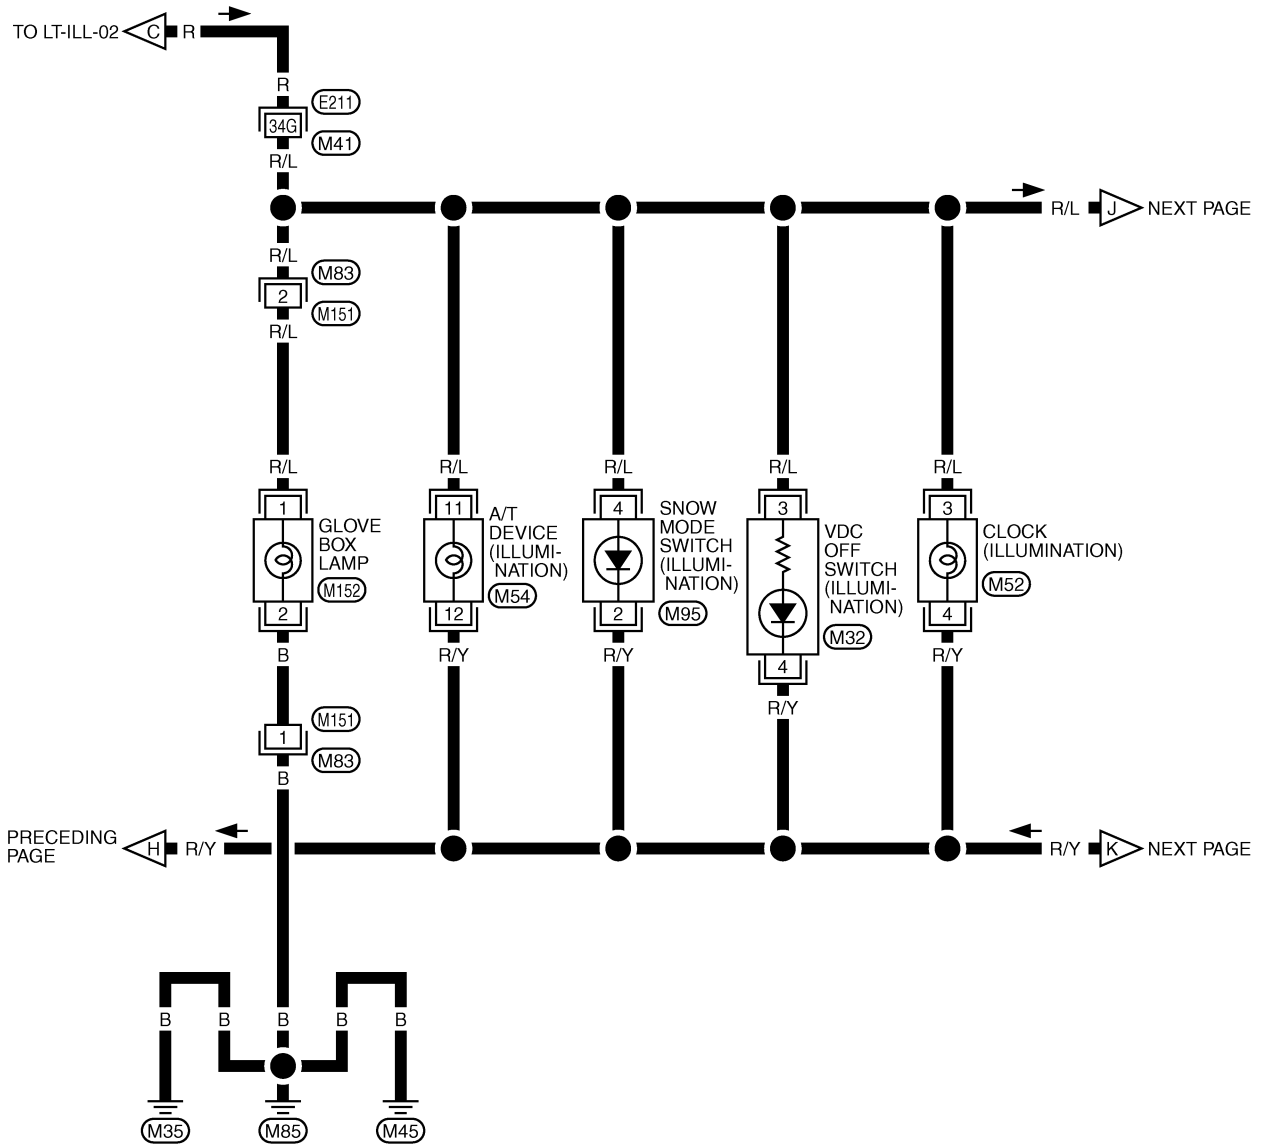 TO LT-ILL-02 C R
R
E211
34G
M41
R/L
R/L J NEXT PAGE
R/L
M83
2
M151
R/L
R/L R/L R/L R/L R/L
1 11 4 3 3
GLOVE
BOX
LAMP
M152
A/T
DEVICE
(ILLUMI-
NATION)
M54
SNOW
MODE
SWITCH
(ILLUMI-
NATION)
M95
VDC
OFF
SWITCH
(ILLUMI-
NATION)
M32
CLOCK
(ILLUMINATION)
M52
2 12 2 4 4
B R/Y R/Y R/Y R/Y
M151
1
M83
B
PRECEDING
PAGE
H R/Y R/Y K NEXT PAGE
B B B B B
M35 M85 M45